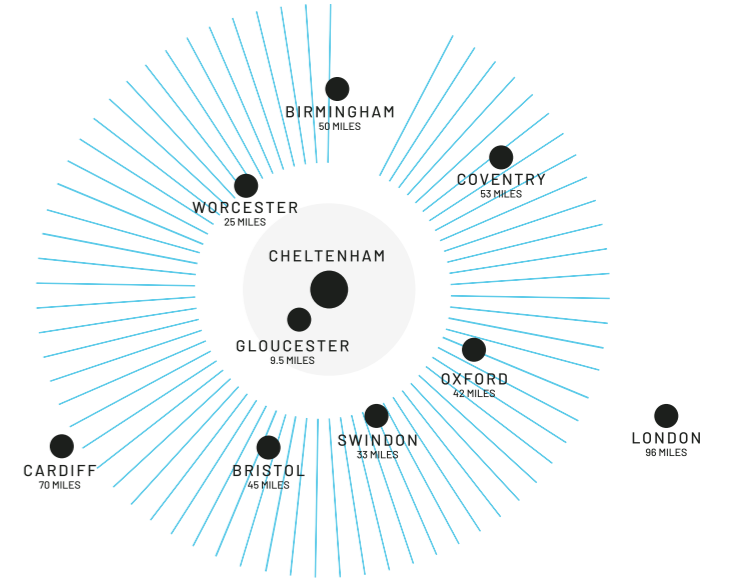 BIRMINGHAM
50 MILES
COVENTRY
53 MILES
WORCESTER
25 MILES
CHELTENHAM
GLOUCESTER
9.5 MILES
OXFORD
42 MILES
SWINDON
33 MILES
LONDON
96 MILES
BRISTOL
45 MILES
CARDIFF
70 MILES